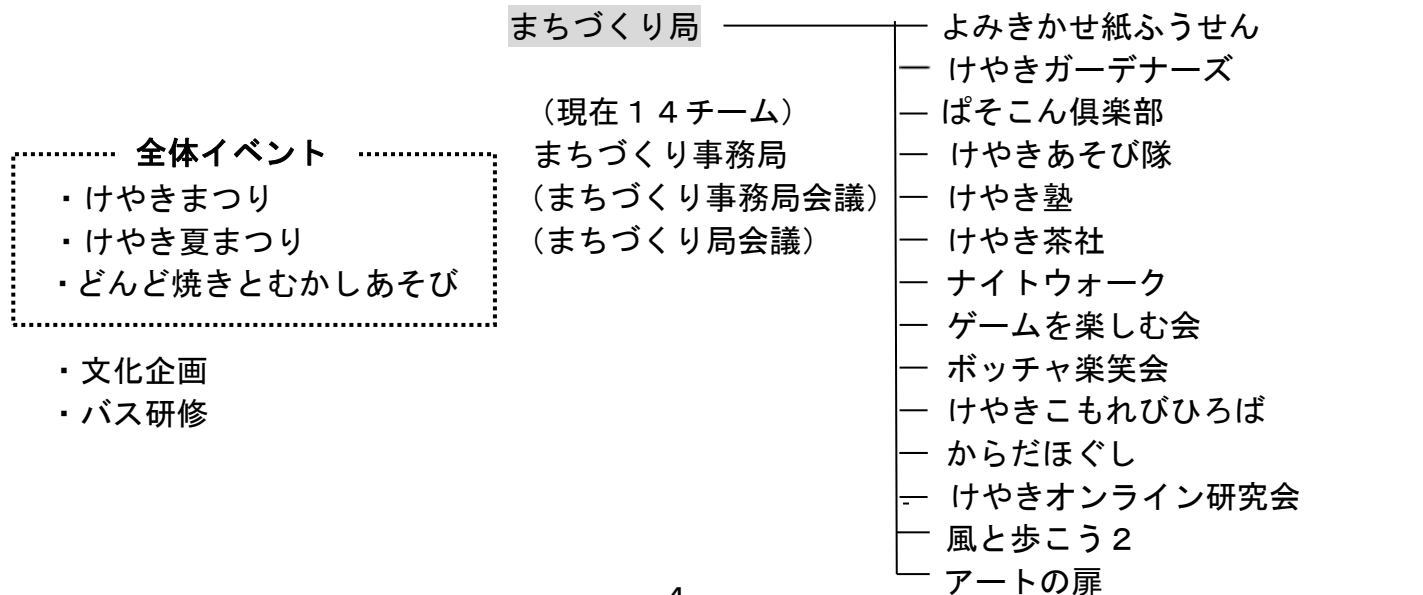 まちづくり局
（現在１４チーム）
まちづくり事務局
（まちづくり事務局会議）
（まちづくり局会議）
全体イベント
・けやきまつり
・けやき夏まつり
・どんど焼きとむかしあそび
・文化企画
・バス研修
よみきかせ紙ふうせん
けやきガーデナーズ
ぱそこん倶楽部
けやきあそび隊
けやき塾
けやき茶社
ナイトウォーク
ゲームを楽しむ会
ボッチャ楽笑会
けやきこもれびひろば
からだほぐし
けやきオンライン研究会
風と歩こう２
アートの扉